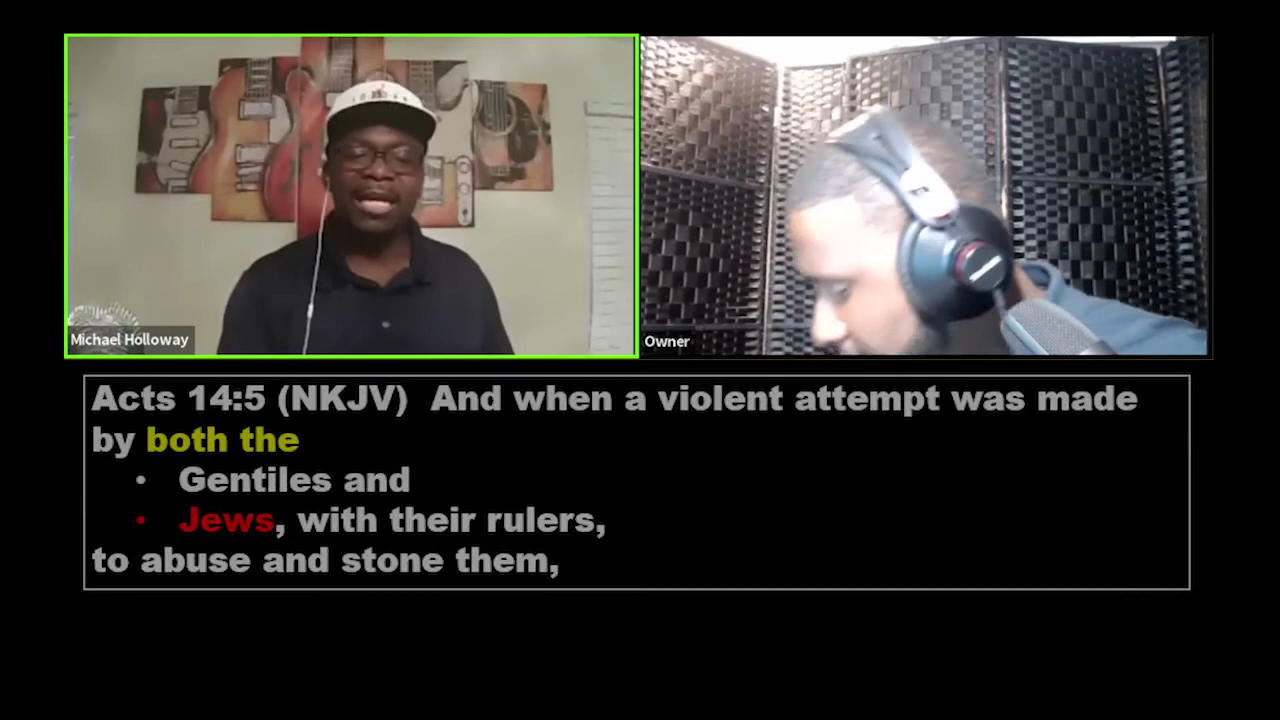 Michael Holloway
Owner
Acts 14:5 (NKJV)  And when a violent attempt was made
by both the
• Gentiles and
• Jews, with their rulers,
to abuse and stone them,